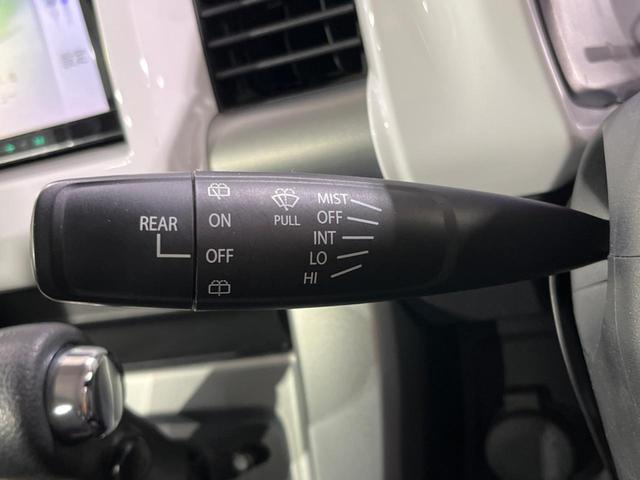 REAR
ON
OFF
PULL
MIST
OFF
INT
LO
HI